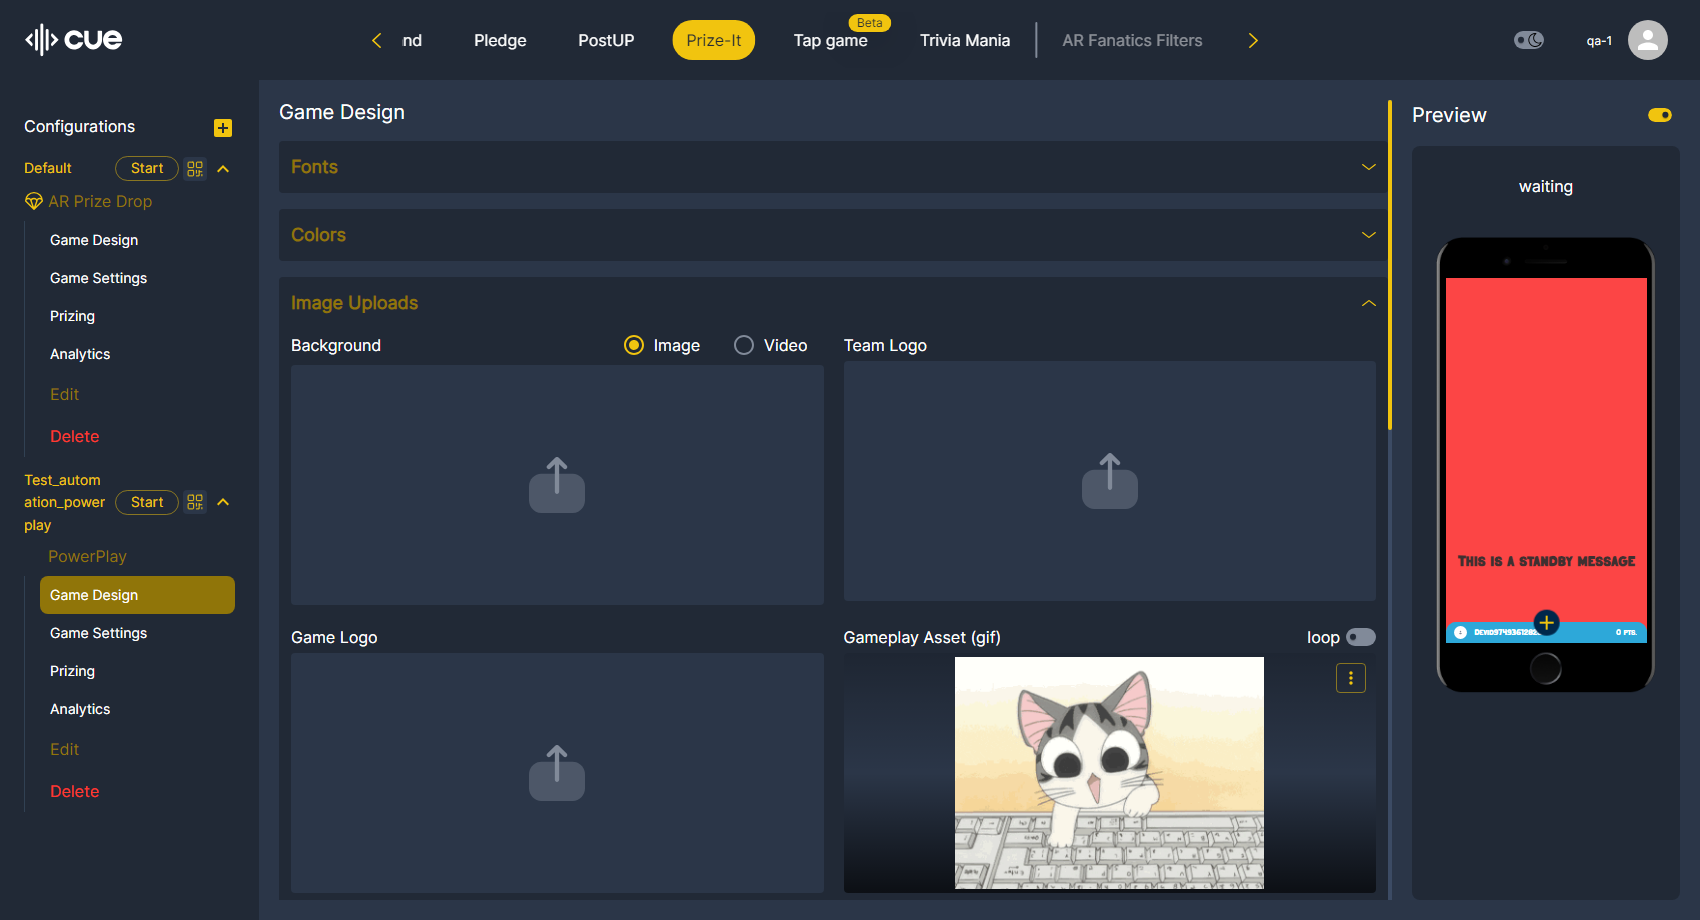 cue
nd
Pledge
PostUP
Prize-It
Beta
Tap game
Trivia Mania
AR Fanatics Filters
qa-1
Configurations
Default
Start
AR Prize Drop
Game Design
Game Settings
Prizing
Analytics
Edit
Delete
Test_autom
ation_power
play
Start
PowerPlay
Game Design
Game Settings
Prizing
Analytics
Edit
Delete
Game Design
Fonts
Colors
Image Uploads
Background
Image
Video
Team Logo
Game Logo
Gameplay Asset (gif)
loop
Preview
waiting
This is a standby message
0 pts.